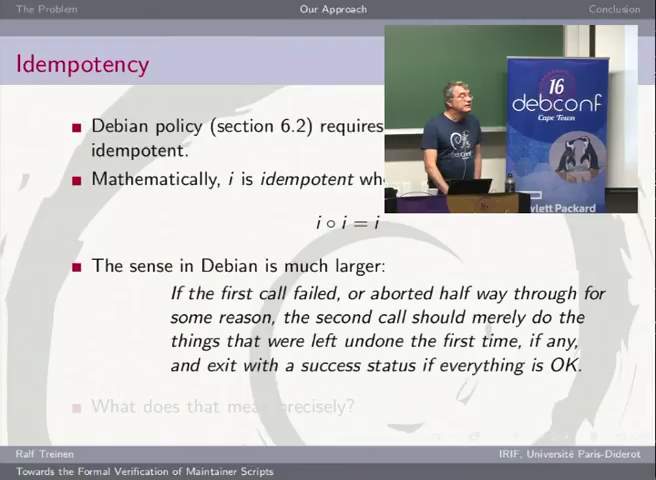 The Problem
Our Approach
Conclusion
Idempotency
Debian policy (section 6.2) requires
idempotent.
Mathematically, i is idempotent wh
i ∘ i = i
The sense in Debian is much larger:
If the first call failed, or aborted half way through for
some reason, the second call should merely do the
things that were left undone the first time, if any,
and exit with a success status if everything is OK.
What does that mean precisely?
16
debconf
Cape Town
wlett Packard
Ralf Treinen
IRIF, Université Paris-Diderot
Towards the Formal Verification of Maintainer Scripts